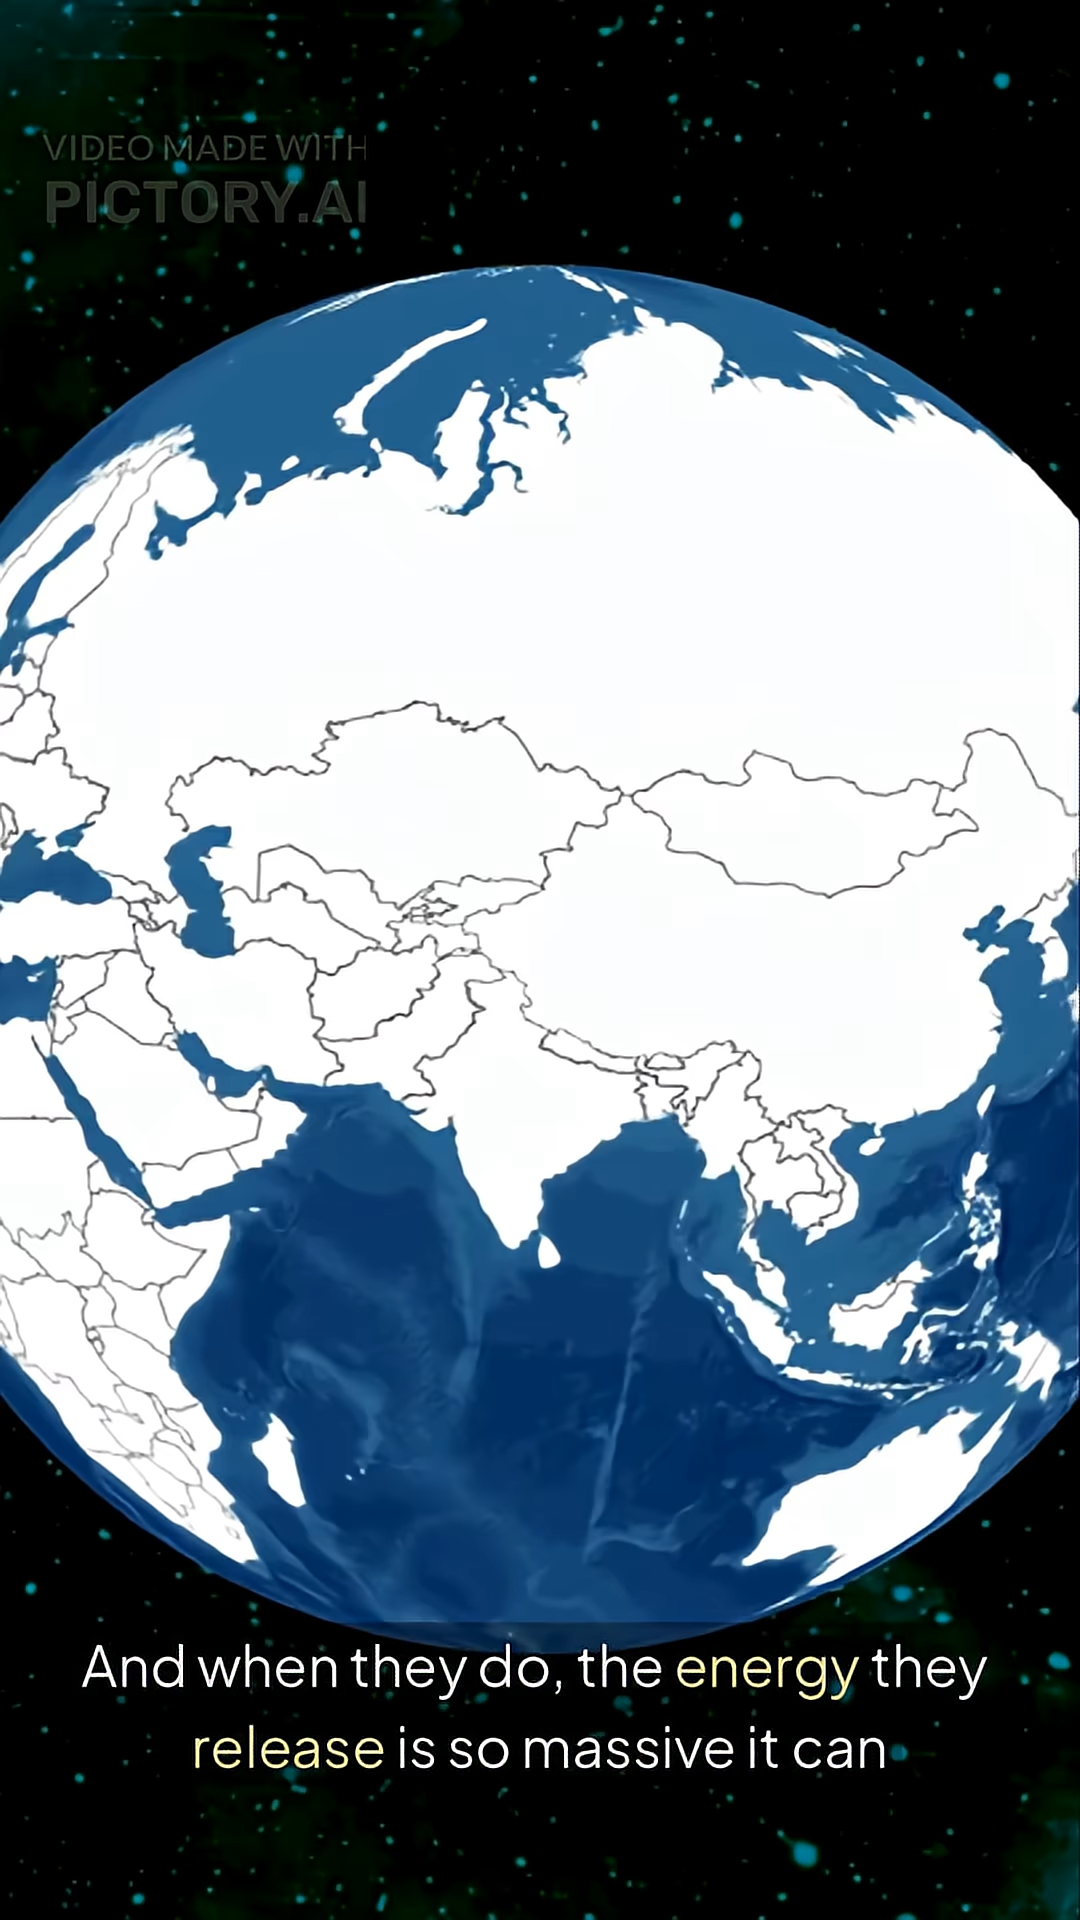 VIDEO MADE WITH
PICTORY.AI
And when they do, the energy they
release is so massive it can